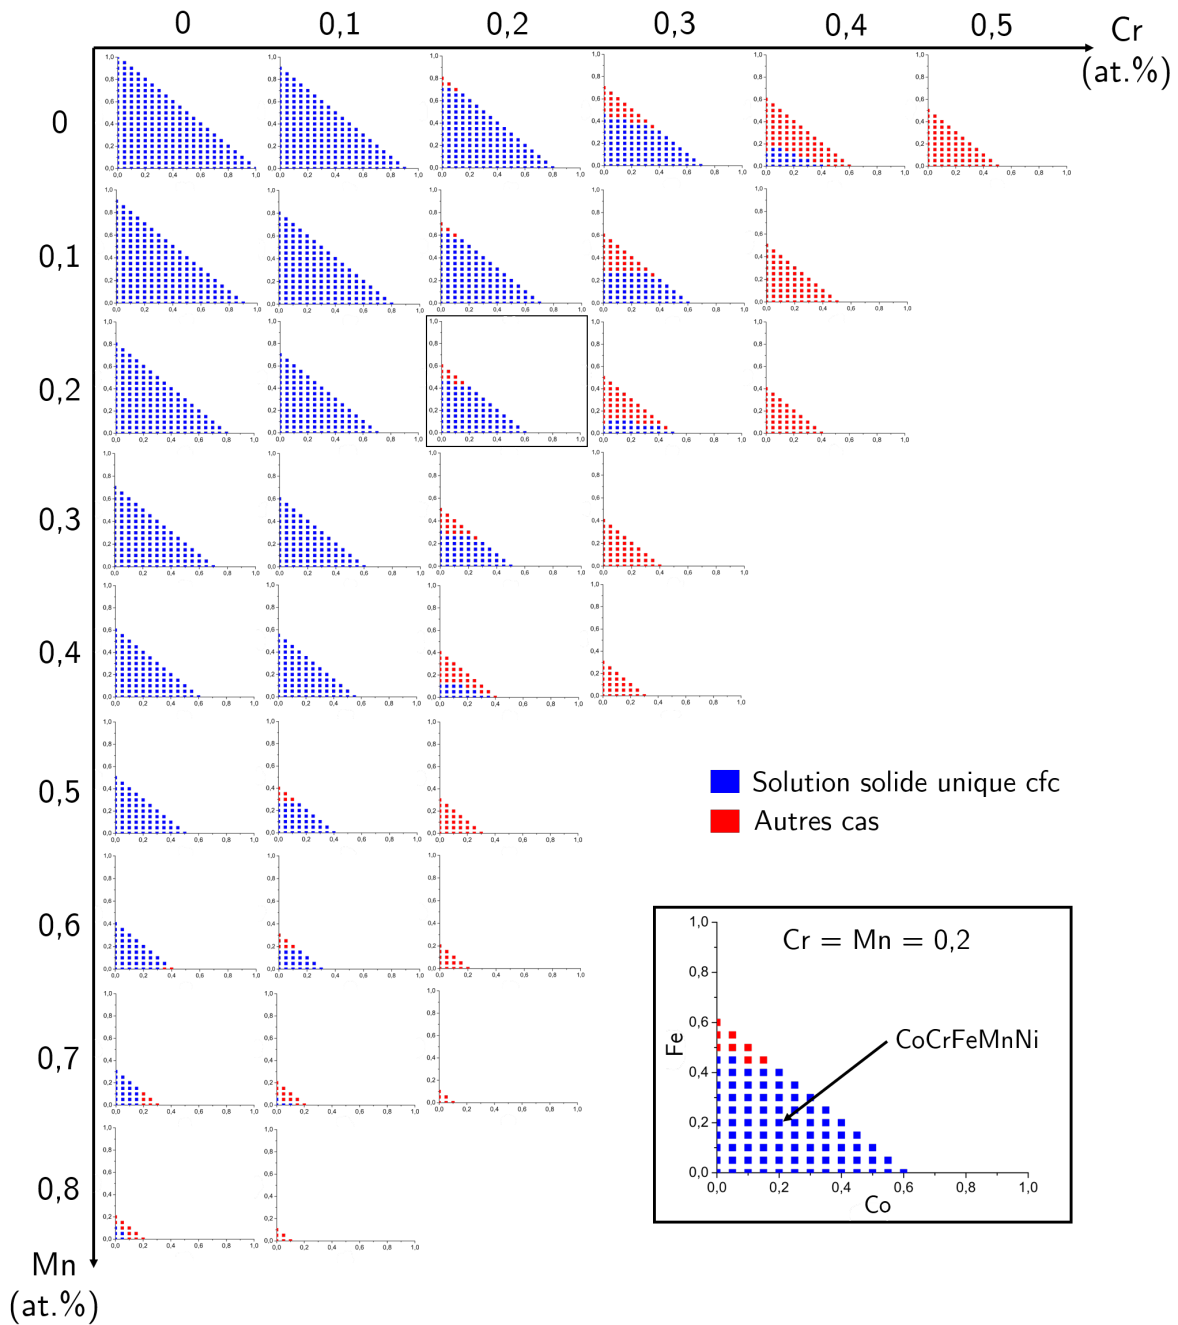 0 0,1 0,2 0,3 0,4 0,5 Cr
(at.%)
0
0,1
0,2
0,3
0,4
0,5
0,6
0,7
0,8
Mn
(at.%)
Solution solide unique cfc
Autres cas
Cr = Mn = 0,2
CoCrFeMnNi
Fe
1,0
0,8
0,6
0,4
0,2
0,0
0,0 0,2 0,4 0,6 0,8 1,0
Co